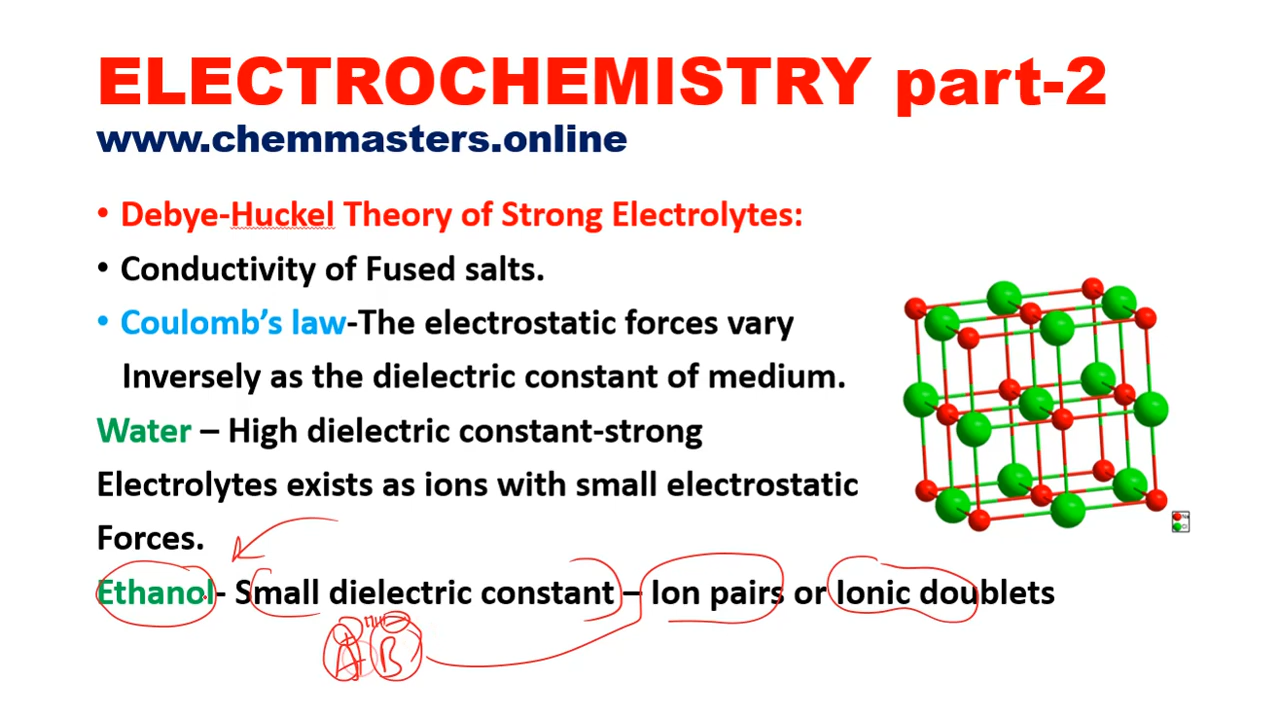 ELECTROCHEMISTRY part-2
www.chemmasters.online
• Debye-Huckel Theory of Strong Electrolytes:
• Conductivity of Fused salts.
• Coulomb's law-The electrostatic forces vary
Inversely as the dielectric constant of medium.
Water – High dielectric constant-strong
Electrolytes exists as ions with small electrostatic
Forces.
Ethanol- Small dielectric constant – Ion pairs or Ionic doublets
A B